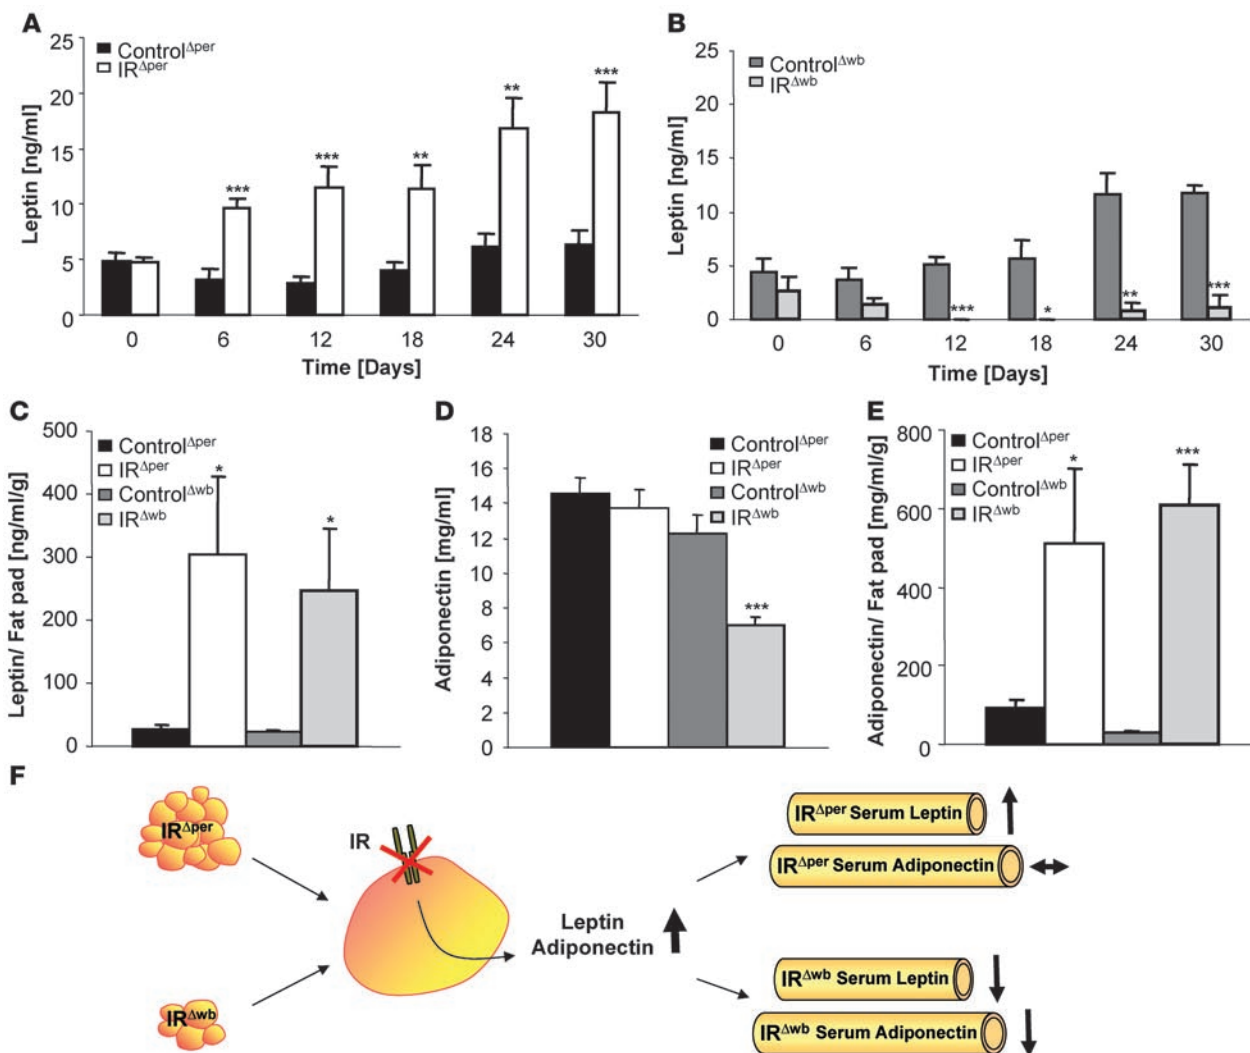 A
Control^Δper
IR^Δper
Leptin [ng/ml]
25
20
15
10
5
0
***
***
**
**
***
0 6 12 18 24 30
Time [Days]
B
Control^Δwb
IR^Δwb
Leptin [ng/ml]
25
20
15
10
5
0
***
*
**
***
0 6 12 18 24 30
Time [Days]
C
Control^Δper
IR^Δper
Control^Δwb
IR^Δwb
Leptin/ Fat pad [ng/ml/g]
500
400
300
200
100
0
*
*
D
Control^Δper
IR^Δper
Control^Δwb
IR^Δwb
Adiponectin [mg/ml]
18
16
14
12
10
8
6
4
2
0
***
E
Control^Δper
IR^Δper
Control^Δwb
IR^Δwb
Adiponectin/ Fat pad [mg/ml/g]
800
600
400
200
0
*
***
F
IR^Δper
IR^Δwb
IR
Leptin
Adiponectin
IR^Δper Serum Leptin
IR^Δper Serum Adiponectin
IR^Δwb Serum Leptin
IR^Δwb Serum Adiponectin